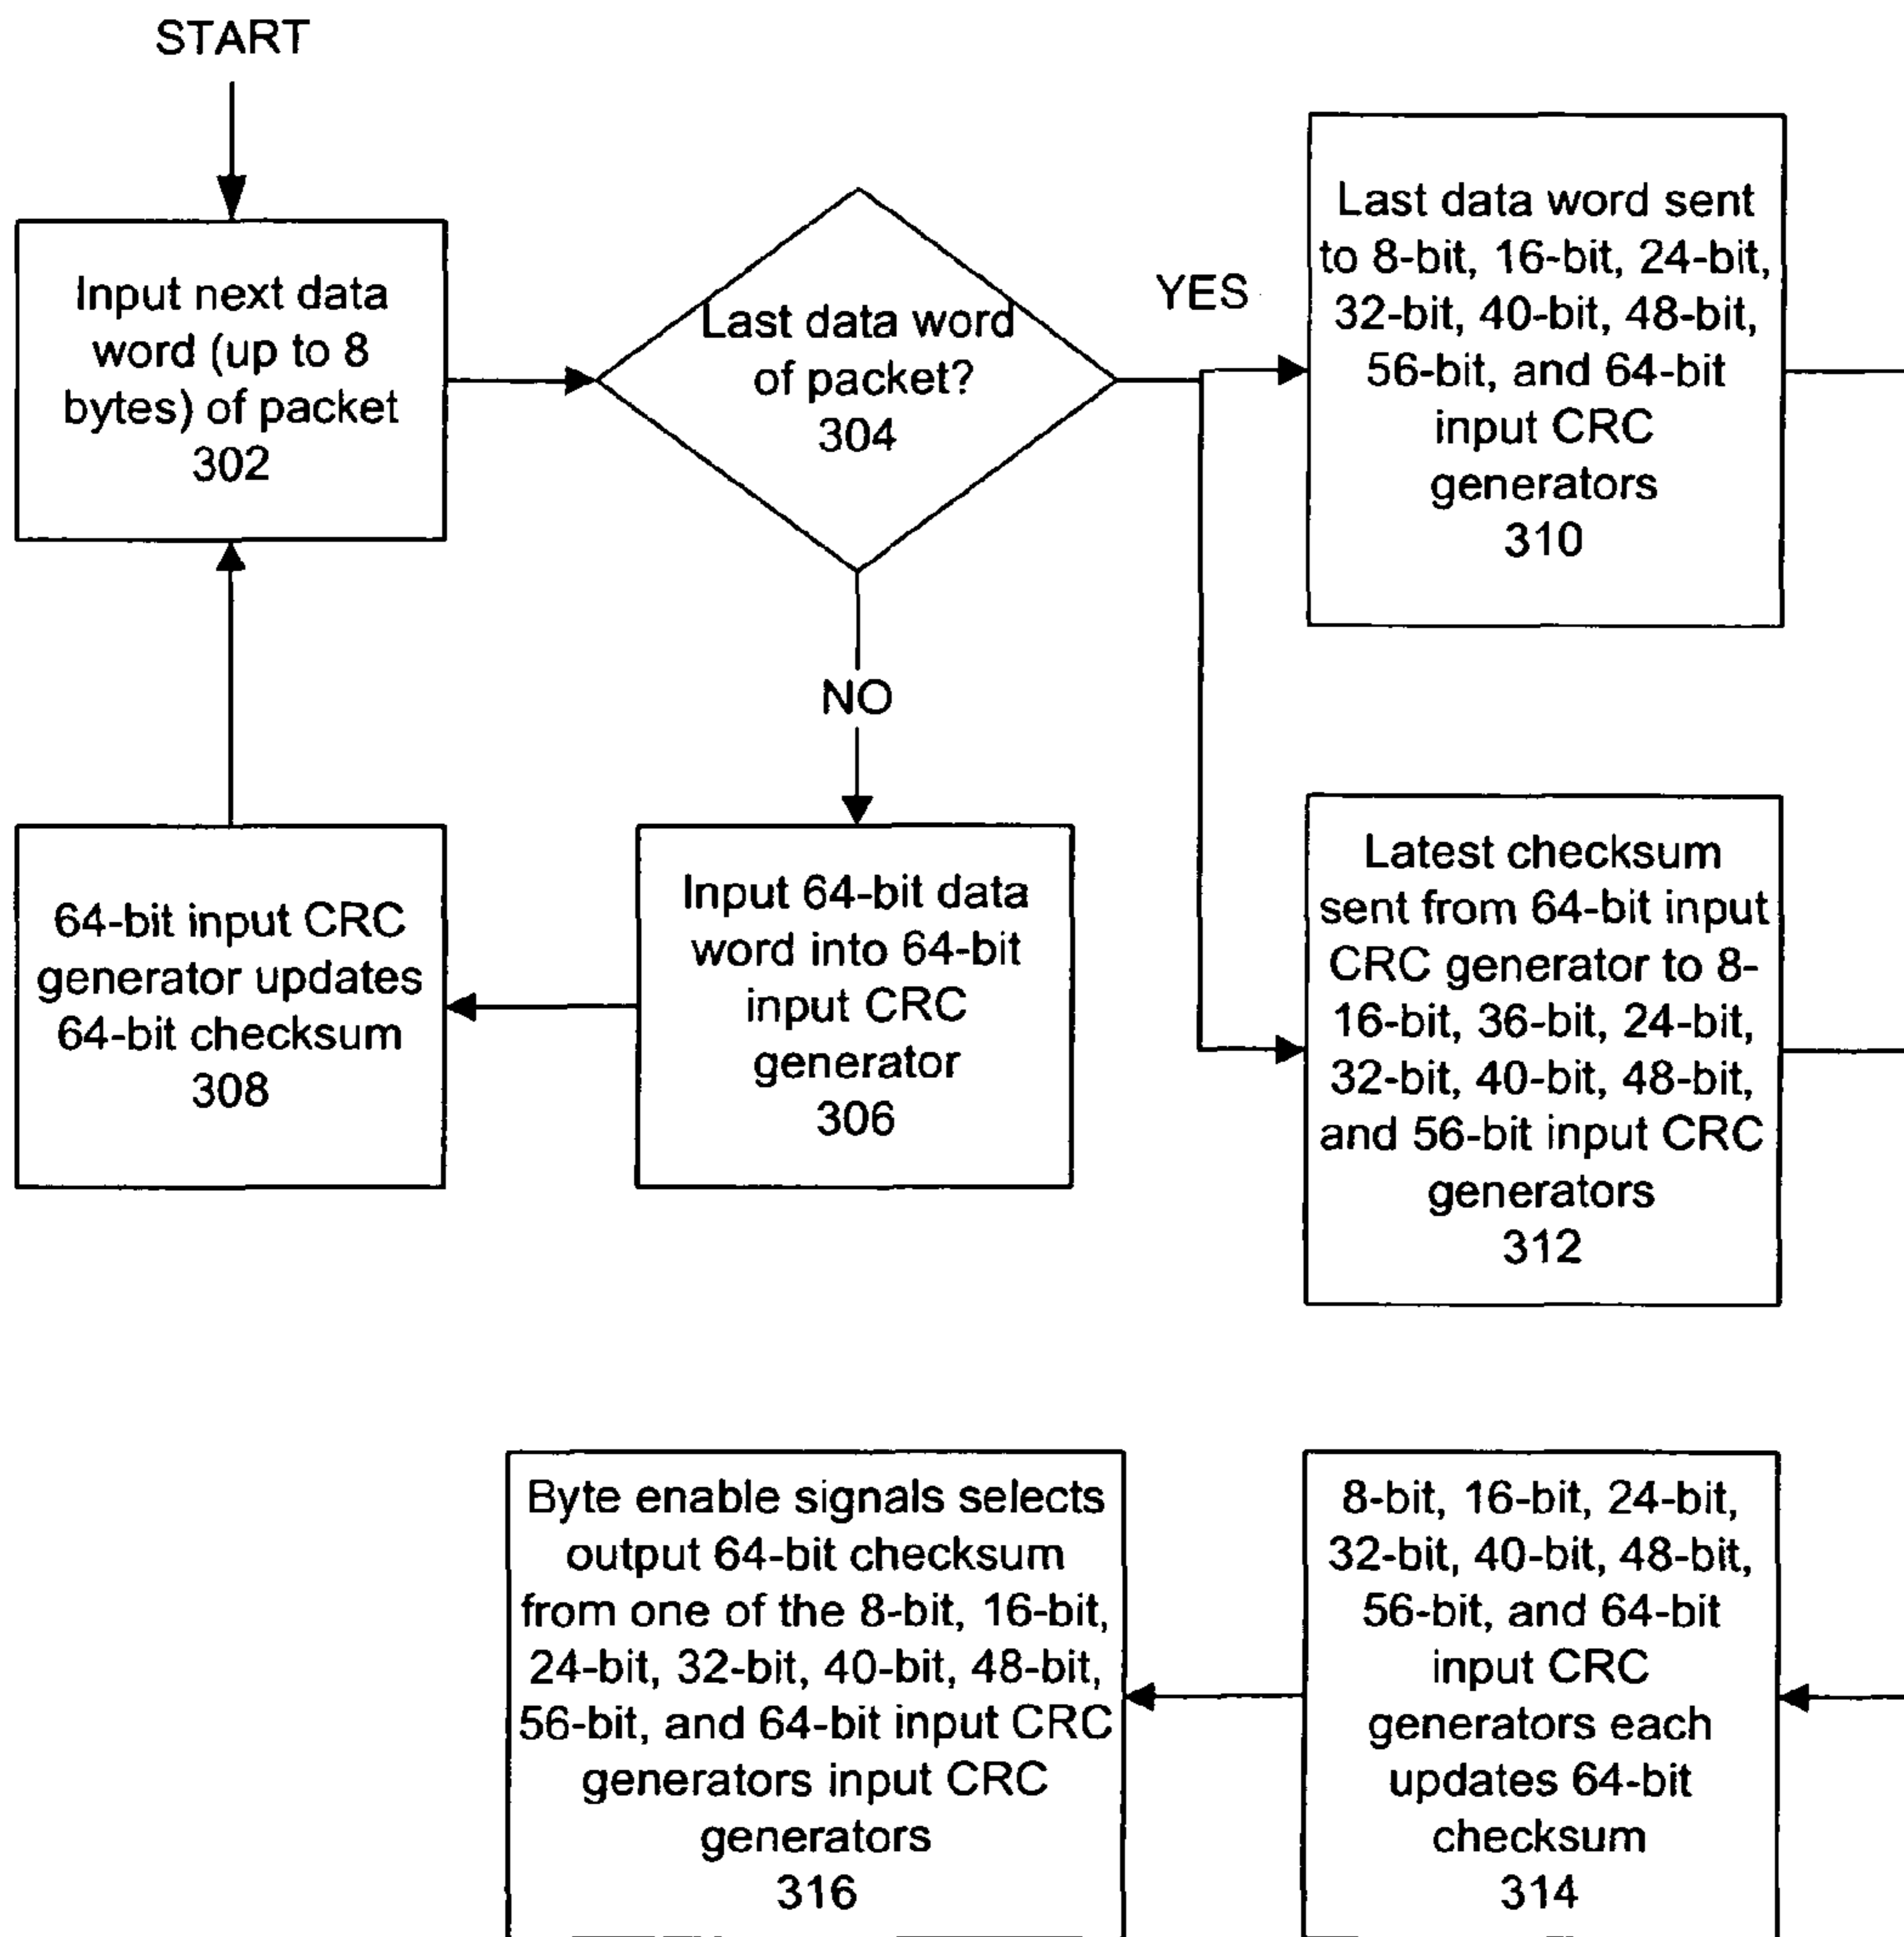 START
Input next data
word (up to 8
bytes) of packet
302
Last data word
of packet?
304
YES
NO
Last data word sent
to 8-bit, 16-bit, 24-bit,
32-bit, 40-bit, 48-bit,
56-bit, and 64-bit
input CRC
generators
310
64-bit input CRC
generator updates
64-bit checksum
308
Input 64-bit data
word into 64-bit
input CRC
generator
306
Latest checksum
sent from 64-bit input
CRC generator to 8-
16-bit, 36-bit, 24-bit,
32-bit, 40-bit, 48-bit,
and 56-bit input CRC
generators
312
Byte enable signals selects
output 64-bit checksum
from one of the 8-bit, 16-bit,
24-bit, 32-bit, 40-bit, 48-bit,
56-bit, and 64-bit input CRC
generators input CRC
generators
316
8-bit, 16-bit, 24-bit,
32-bit, 40-bit, 48-bit,
56-bit, and 64-bit
input CRC
generators each
updates 64-bit
checksum
314